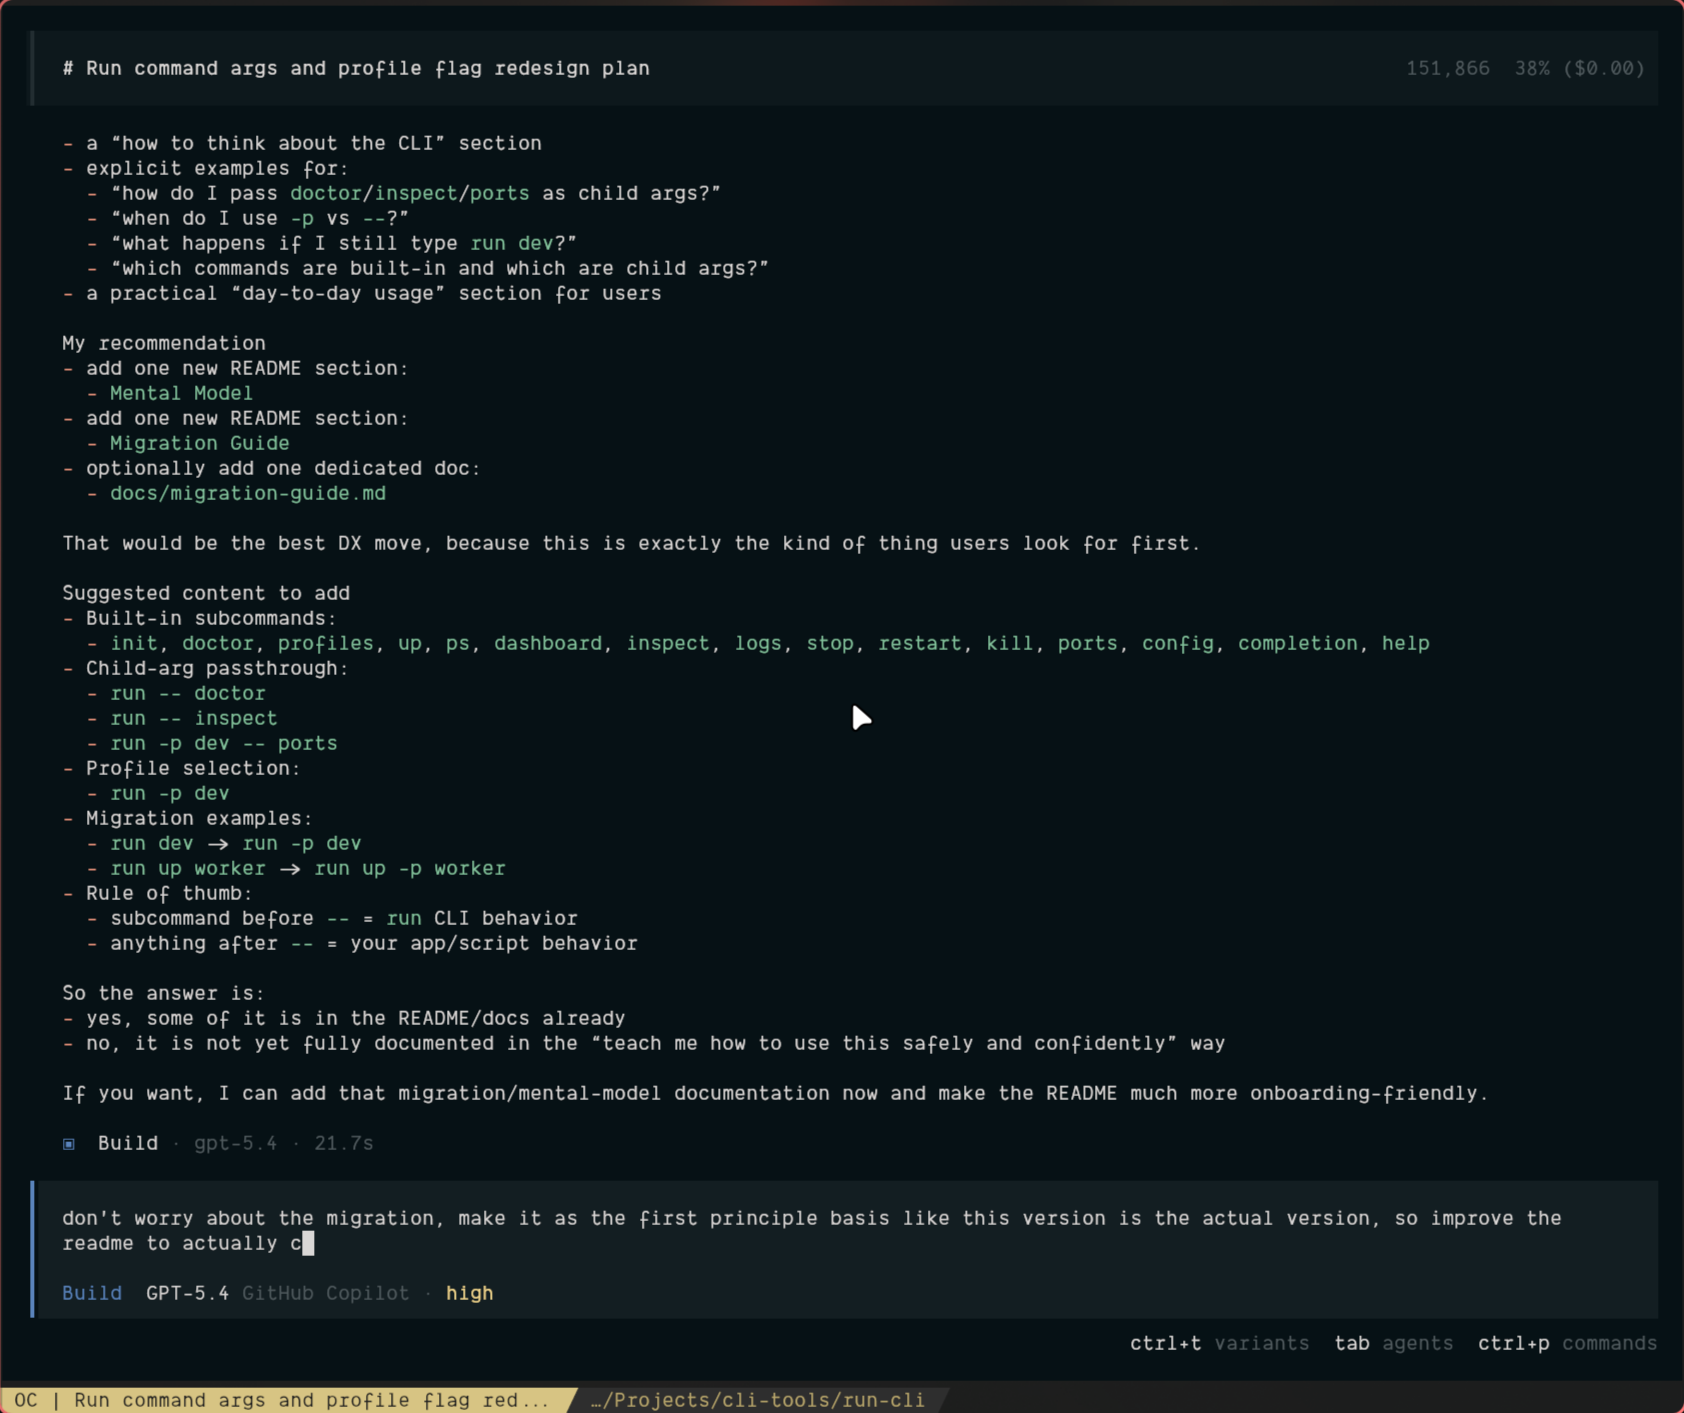 # Run command args and profile flag redesign plan
151,866  38% ($0.00)
- a “how to think about the CLI” section
- explicit examples for:
- “how do I pass doctor/inspect/ports as child args?”
- “when do I use -p vs --?”
- “what happens if I still type run dev?”
- “which commands are built-in and which are child args?”
- a practical “day-to-day usage” section for users
My recommendation
- add one new README section:
- Mental Model
- add one new README section:
- Migration Guide
- optionally add one dedicated doc:
- docs/migration-guide.md
That would be the best DX move, because this is exactly the kind of thing users look for first.
Suggested content to add
- Built-in subcommands:
- init, doctor, profiles, up, ps, dashboard, inspect, logs, stop, restart, kill, ports, config, completion, help
- Child-arg passthrough:
- run -- doctor
- run -- inspect
- run -p dev -- ports
- Profile selection:
- run -p dev
- Migration examples:
- run dev → run -p dev
- run up worker → run up -p worker
- Rule of thumb:
- subcommand before -- = run CLI behavior
- anything after -- = your app/script behavior
So the answer is:
- yes, some of it is in the README/docs already
- no, it is not yet fully documented in the “teach me how to use this safely and confidently” way
If you want, I can add that migration/mental-model documentation now and make the README much more onboarding-friendly.
▣ Build · gpt-5.4 · 21.7s
don't worry about the migration, make it as the first principle basis like this version is the actual version, so improve the
readme to actually c
Build GPT-5.4 GitHub Copilot · high
ctrl+t variants tab agents ctrl+p commands
OC | Run command args and profile flag red... …/Projects/cli-tools/run-cli